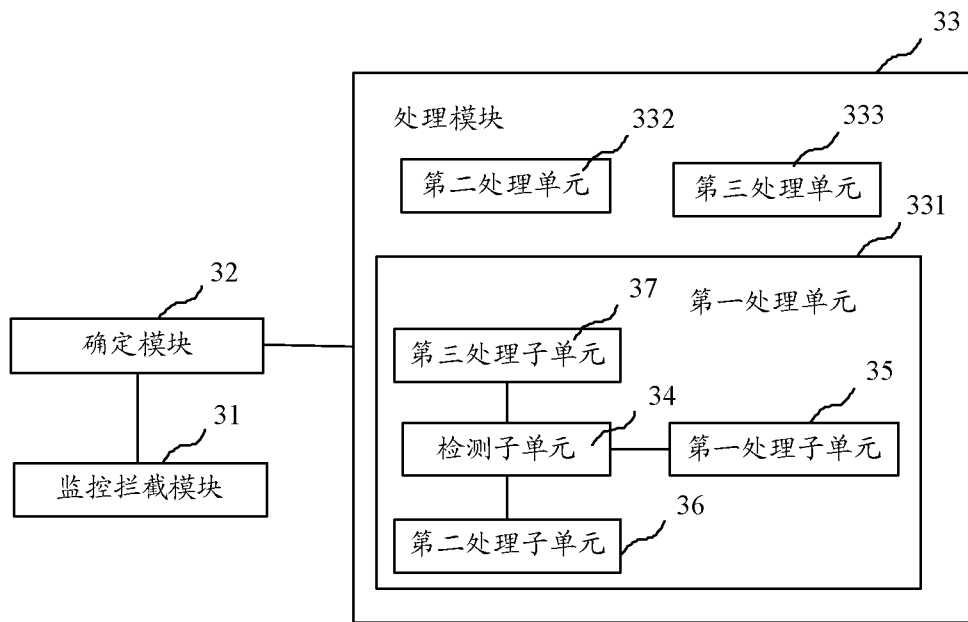 33
处理模块
332
333
第二处理单元
第三处理单元
331
32
37
第一处理单元
确定模块
第三处理子单元
35
34
31
检测子单元
第一处理子单元
监控拦截模块
36
第二处理子单元